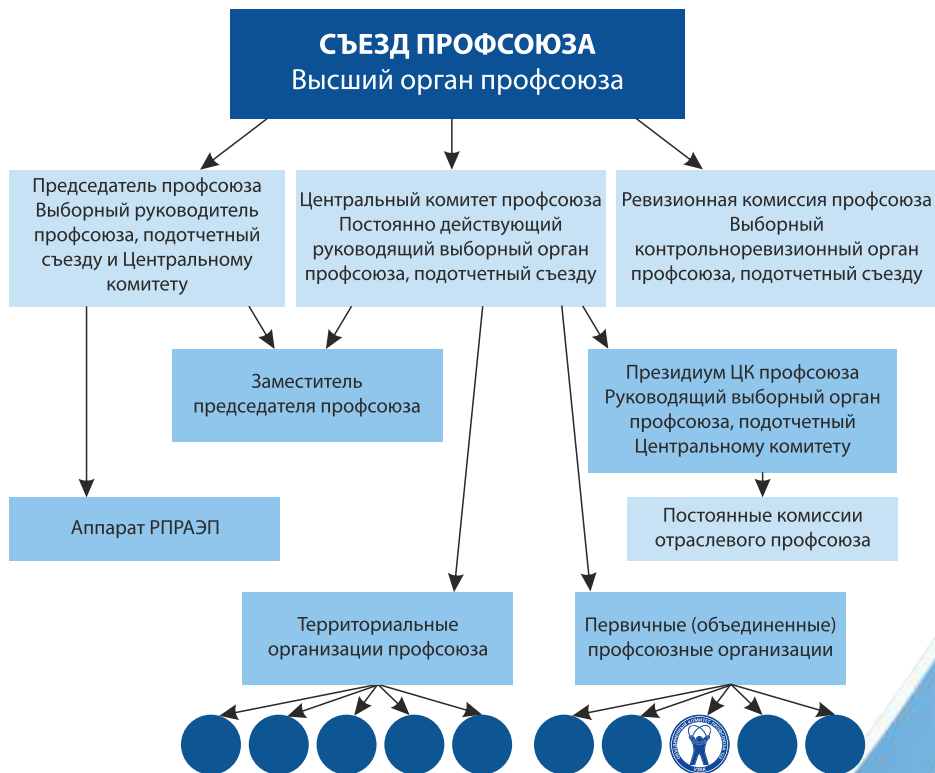 СЪЕЗД ПРОФСОЮЗА
Высший орган профсоюза
Председатель профсоюза
Выборный руководитель
профсоюза, подотчетный
съезду и Центральному
комитету
Центральный комитет профсоюза
Постоянно действующий
руководящий выборный орган
профсоюза, подотчетный съезду
Ревизионная комиссия профсоюза
Выборный
контрольноревизионный орган
профсоюза, подотчетный съезду
Заместитель
председателя профсоюза
Президиум ЦК профсоюза
Руководящий выборный орган
профсоюза, подотчетный
Центральному комитету
Аппарат РПРАЭП
Постоянные комиссии
отраслевого профсоюза
Территориальные
организации профсоюза
Первичные (объединенные)
профсоюзные организации